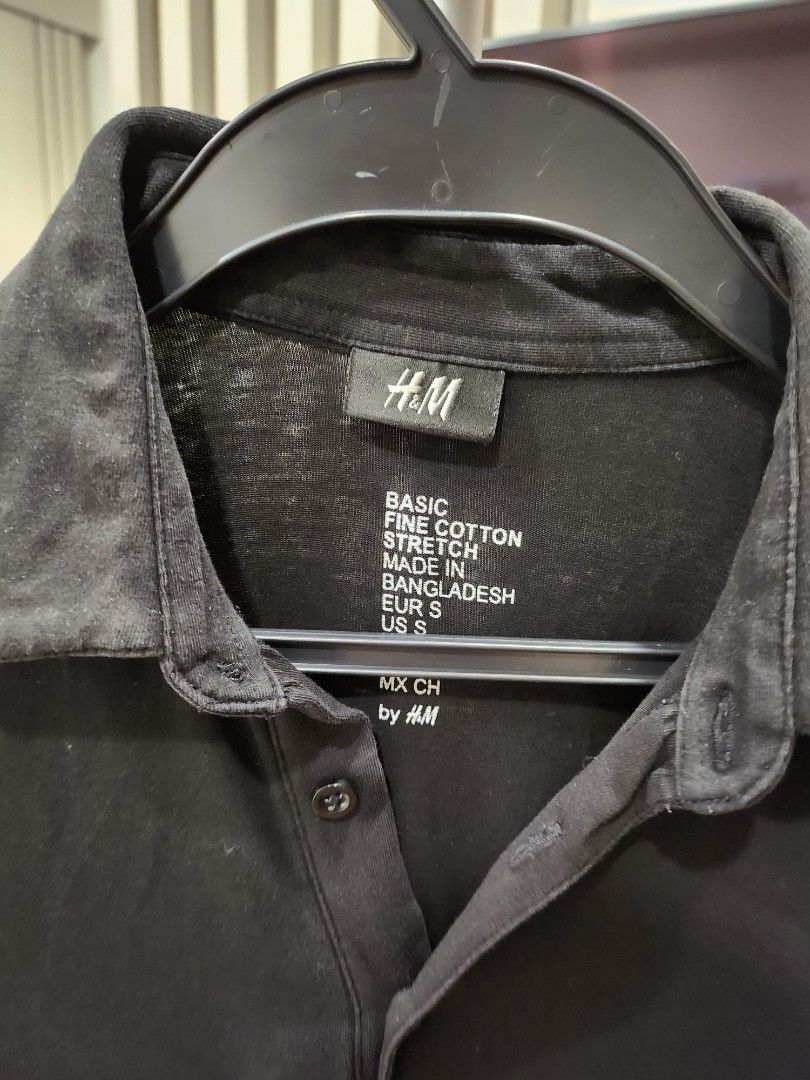 H&M
BASIC
FINE COTTON
STRETCH
MADE IN
BANGLADESH
EUR S
US S
MX CH
by H&M